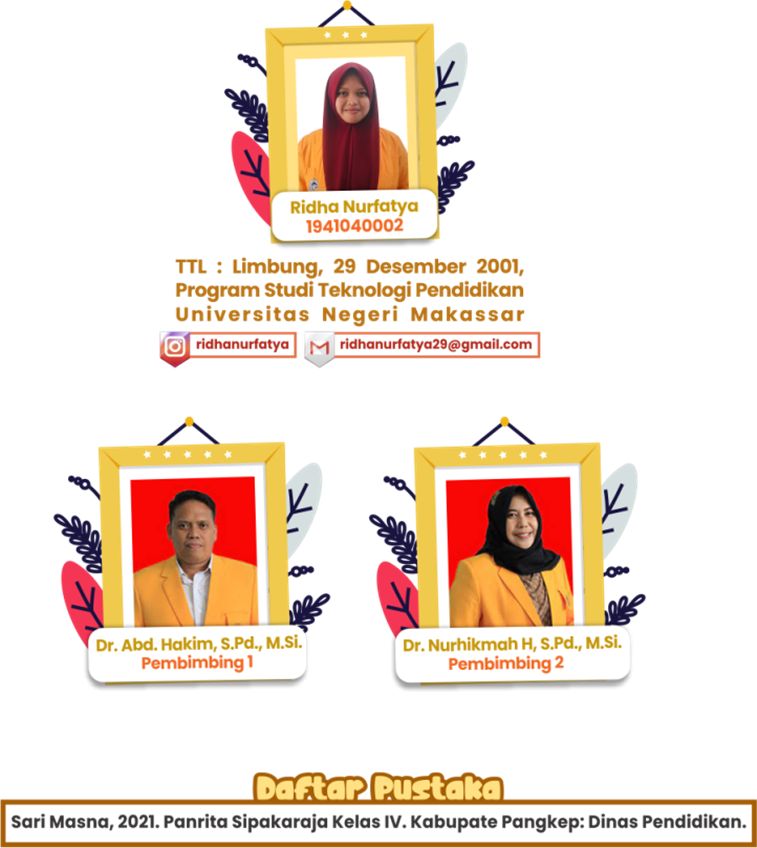 Ridha Nurfatya
1941040002
TTL : Limbung, 29 Desember 2001,
Program Studi Teknologi Pendidikan
Universitas Negeri Makassar
ridhanurfatya
ridhanurfatya29@gmail.com
Dr. Abd. Hakim, S.Pd., M.Si.
Pembimbing 1
Dr. Nurhikmah H, S.Pd., M.Si.
Pembimbing 2
Daftar Pustaka
Sari Masna, 2021. Panrita Sipakaraja Kelas IV. Kabupate Pangkep: Dinas Pendidikan.